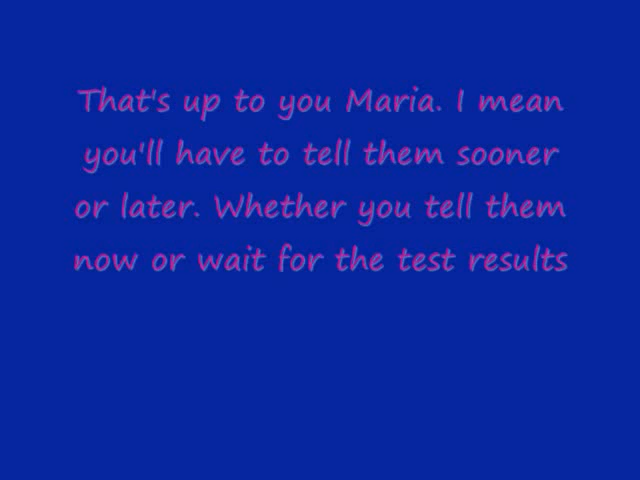 That's up to you Maria. I mean
you'll have to tell them sooner
or later. Whether you tell them
now or wait for the test results